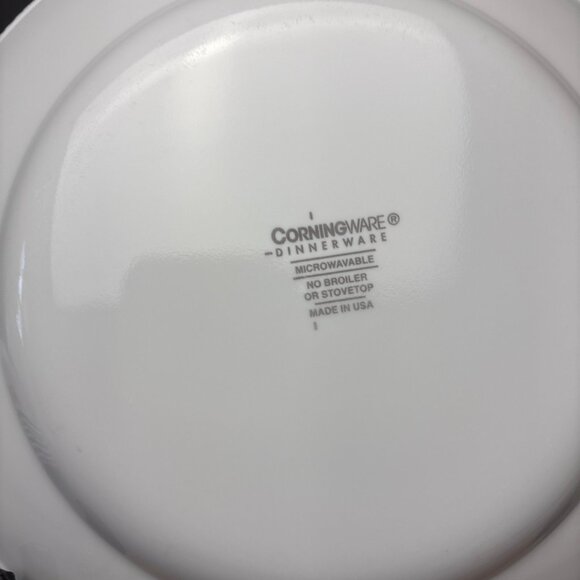 CORNINGWARE®
DINNERWARE
MICROWAVABLE
NO BROILER
OR STOVETOP
MADE IN USA